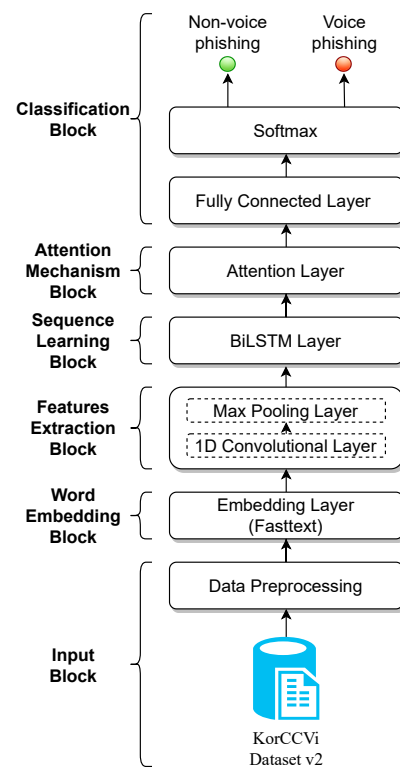 Non-voice
phishing
Voice
phishing
Classification
Block
Softmax
Fully Connected Layer
Attention
Mechanism
Block
Attention Layer
Sequence
Learning
Block
BiLSTM Layer
Features
Extraction
Block
Max Pooling Layer
1D Convolutional Layer
Word
Embedding
Block
Embedding Layer
(Fasttext)
Data Preprocessing
Input
Block
KorCCVi
Dataset v2